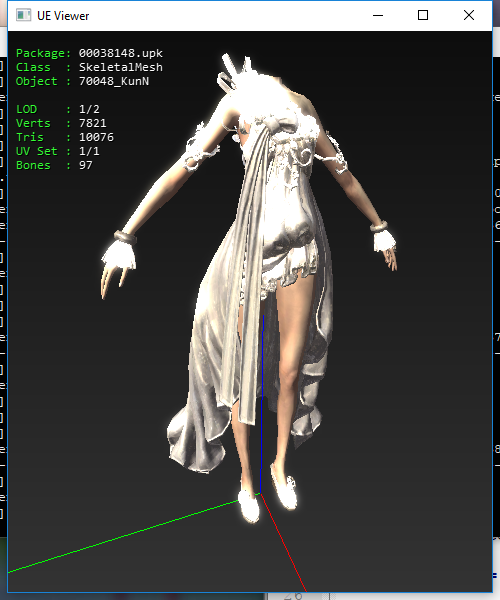 UE Viewer
Package: 00038148.upk
Class : SkeletalMesh
Object : 70048_KunN
LOD : 1/2
Verts : 7821
Tris : 10076
UV Set : 1/1
Bones : 97
26